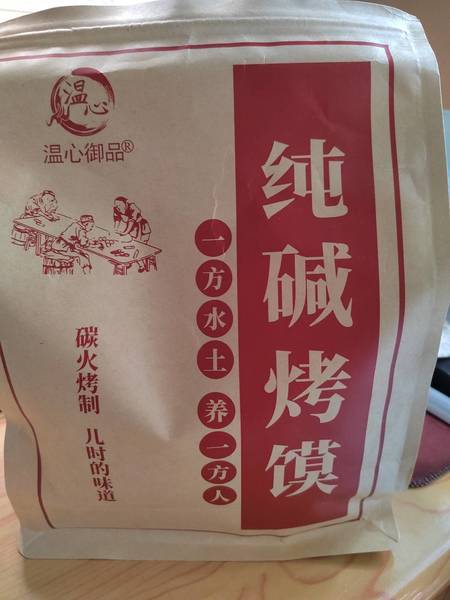 温心
温心御品®
纯碱烤馍
一方水土 养一方人
碳火烤制 儿时的味道